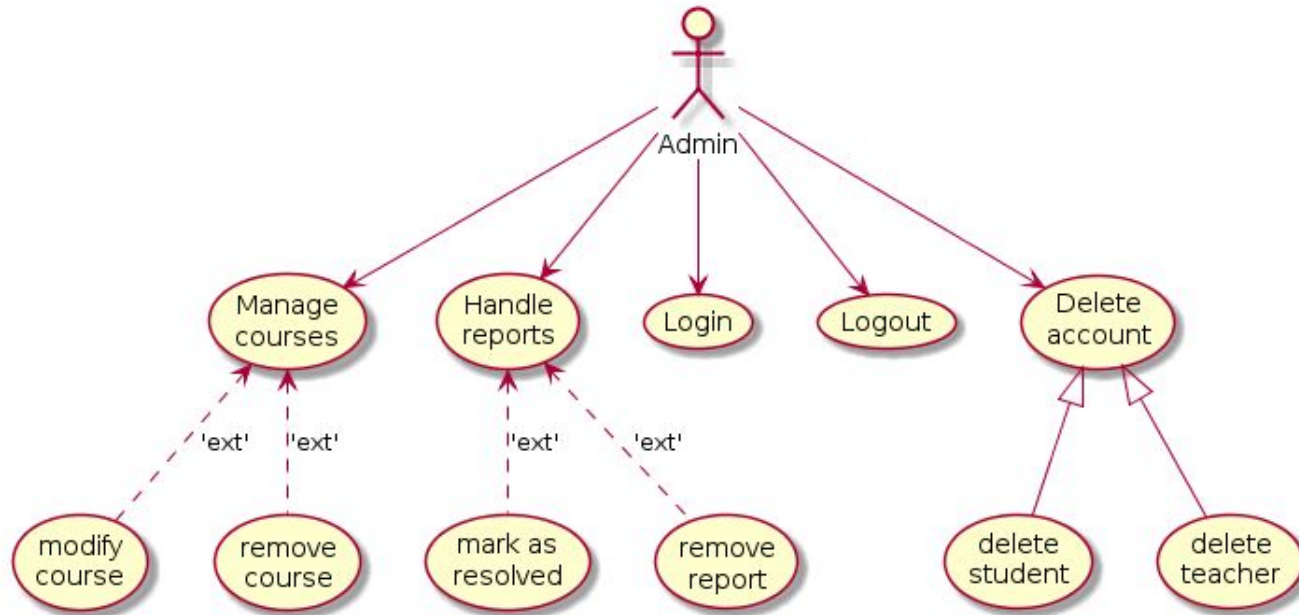 Admin
Manage
courses
Handle
reports
Login
Logout
Delete
account
'ext'
'ext'
'ext'
'ext'
modify
course
remove
course
mark as
resolved
remove
report
delete
student
delete
teacher